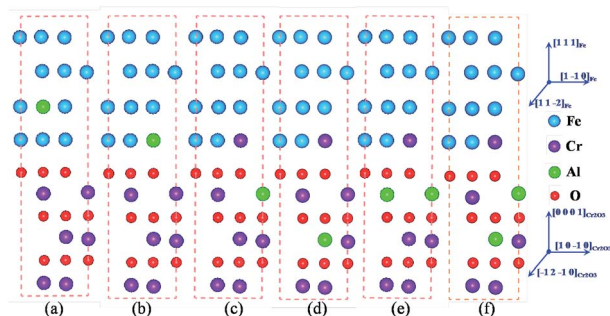 [1 1 1]Fe
[1 -1 0]Fe
[1 1 -2]Fe
Fe
Cr
Al
O
[0 0 0 1]Cr2O3
[1 0 -1 0]Cr2O3
[-1 2 -1 0]Cr2O3
(a) (b) (c) (d) (e) (f)